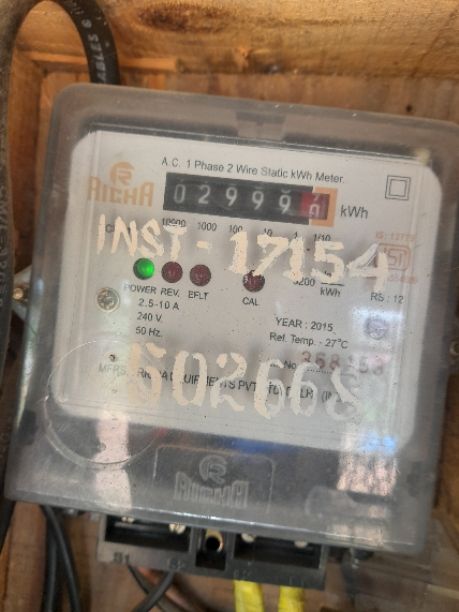 RICHA
A.C. 1 Phase 2 Wire Static kWh Meter
02999 kWh
10000 1000 100 10 1 1/10
INST-17154
3200
kWh
POWER REV. EFLT CAL
RS: 12
2.5-10 A
240 V.
50 Hz.
YEAR: 2015
Ref. Temp. -27°C
502668
RICHA
S1